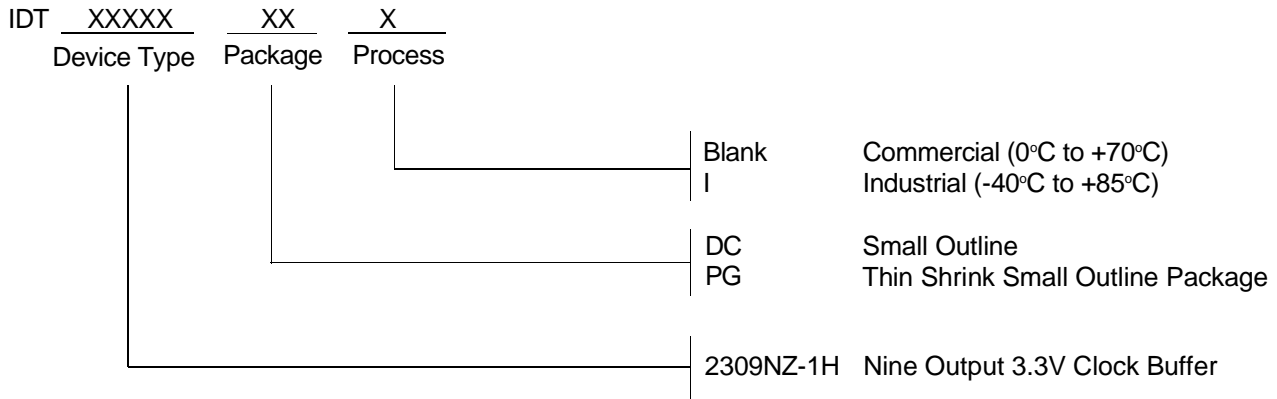 IDT XXXXX XX X
Device Type Package Process
Blank Commercial (0°C to +70°C)
I Industrial (-40°C to +85°C)
DC Small Outline
PG Thin Shrink Small Outline Package
2309NZ-1H Nine Output 3.3V Clock Buffer